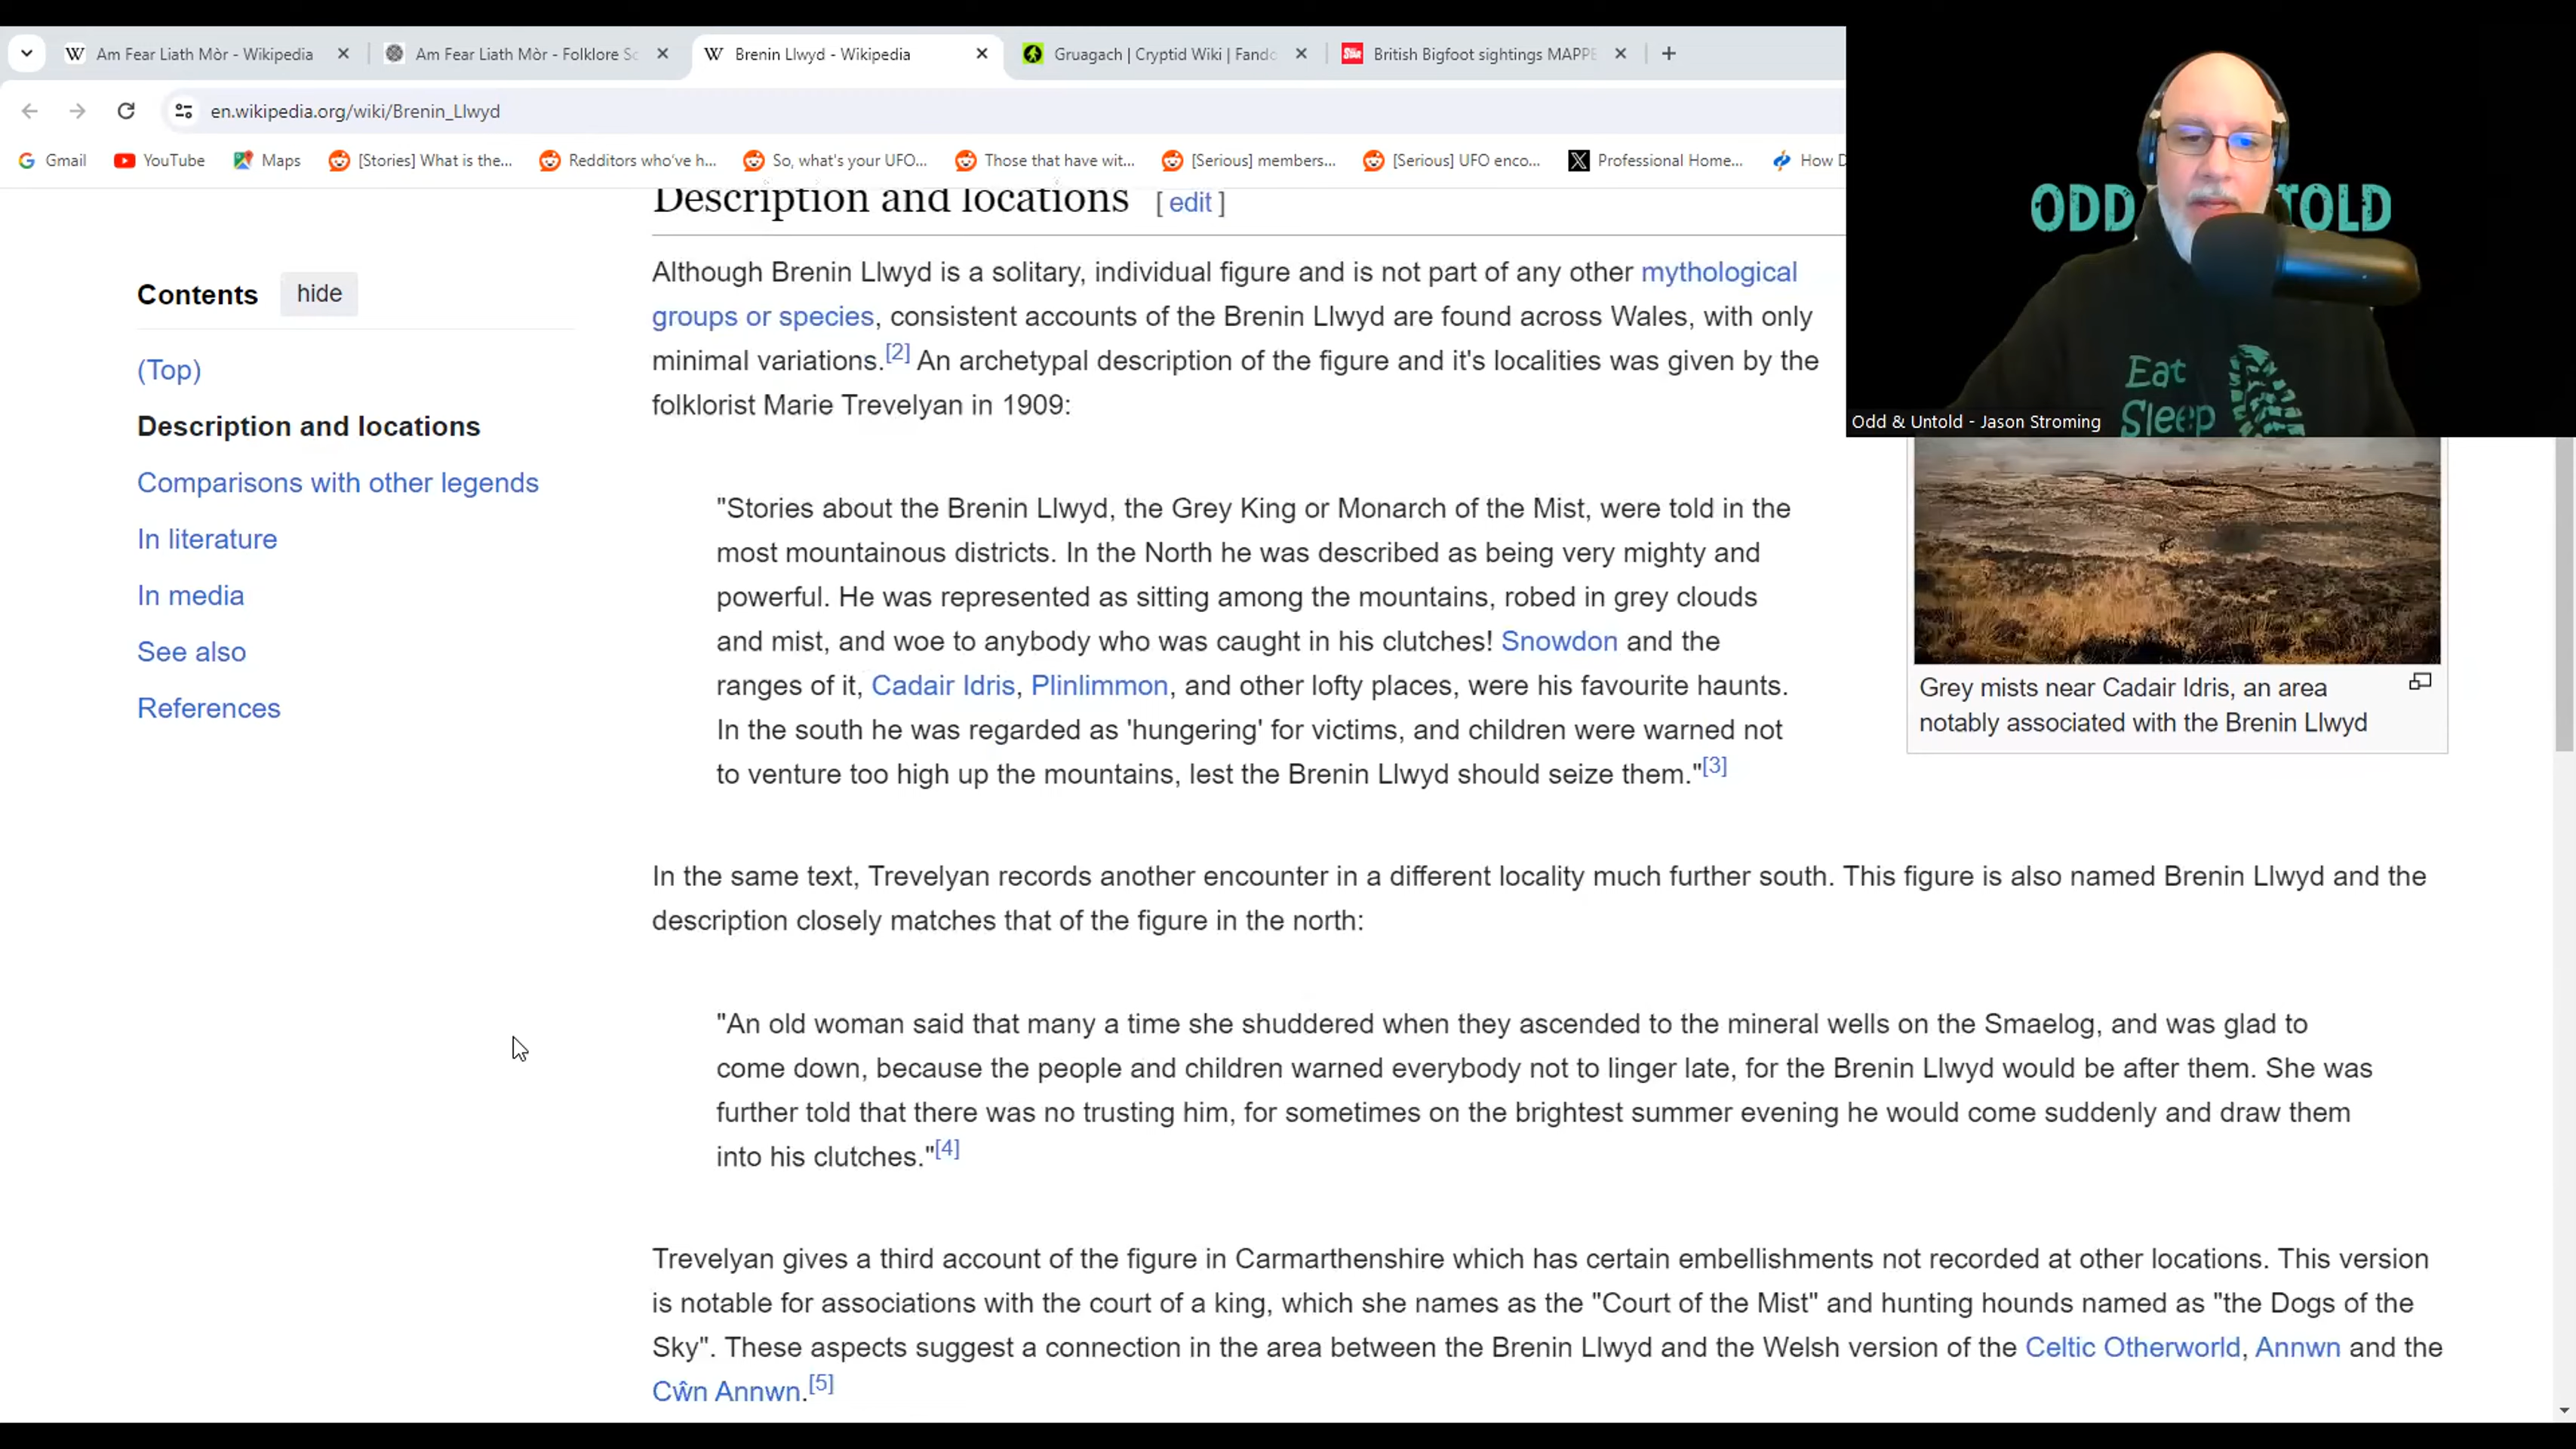 Am Fear Liath Mòr - Wikipedia
Am Fear Liath Mòr - Folklore Sc
Brenin Llwyd - Wikipedia
Gruagach | Cryptid Wiki | Fando
British Bigfoot sightings MAPPE
en.wikipedia.org/wiki/Brenin_Llwyd
Gmail
YouTube
Maps
[Stories] What is the...
Redditors who've h...
So, what's your UFO...
Those that have wit...
[Serious] members...
[Serious] UFO enco...
Professional Home...
How D
ODD
TOLD
Eat
Sleep
Odd & Untold - Jason Stroming
Contents hide
(Top)
Description and locations
Comparisons with other legends
In literature
In media
See also
References
Description and locations [ edit ]
Although Brenin Llwyd is a solitary, individual figure and is not part of any other mythological
groups or species, consistent accounts of the Brenin Llwyd are found across Wales, with only
minimal variations.[2] An archetypal description of the figure and it's localities was given by the
folklorist Marie Trevelyan in 1909:
"Stories about the Brenin Llwyd, the Grey King or Monarch of the Mist, were told in the
most mountainous districts. In the North he was described as being very mighty and
powerful. He was represented as sitting among the mountains, robed in grey clouds
and mist, and woe to anybody who was caught in his clutches! Snowdon and the
ranges of it, Cadair Idris, Plinlimmon, and other lofty places, were his favourite haunts.
In the south he was regarded as 'hungering' for victims, and children were warned not
to venture too high up the mountains, lest the Brenin Llwyd should seize them."[3]
Grey mists near Cadair Idris, an area
notably associated with the Brenin Llwyd
In the same text, Trevelyan records another encounter in a different locality much further south. This figure is also named Brenin Llwyd and the
description closely matches that of the figure in the north:
"An old woman said that many a time she shuddered when they ascended to the mineral wells on the Smaelog, and was glad to
come down, because the people and children warned everybody not to linger late, for the Brenin Llwyd would be after them. She was
further told that there was no trusting him, for sometimes on the brightest summer evening he would come suddenly and draw them
into his clutches."[4]
Trevelyan gives a third account of the figure in Carmarthenshire which has certain embellishments not recorded at other locations. This version
is notable for associations with the court of a king, which she names as the "Court of the Mist" and hunting hounds named as "the Dogs of the
Sky". These aspects suggest a connection in the area between the Brenin Llwyd and the Welsh version of the Celtic Otherworld, Annwn and the
Cŵn Annwn.[5]